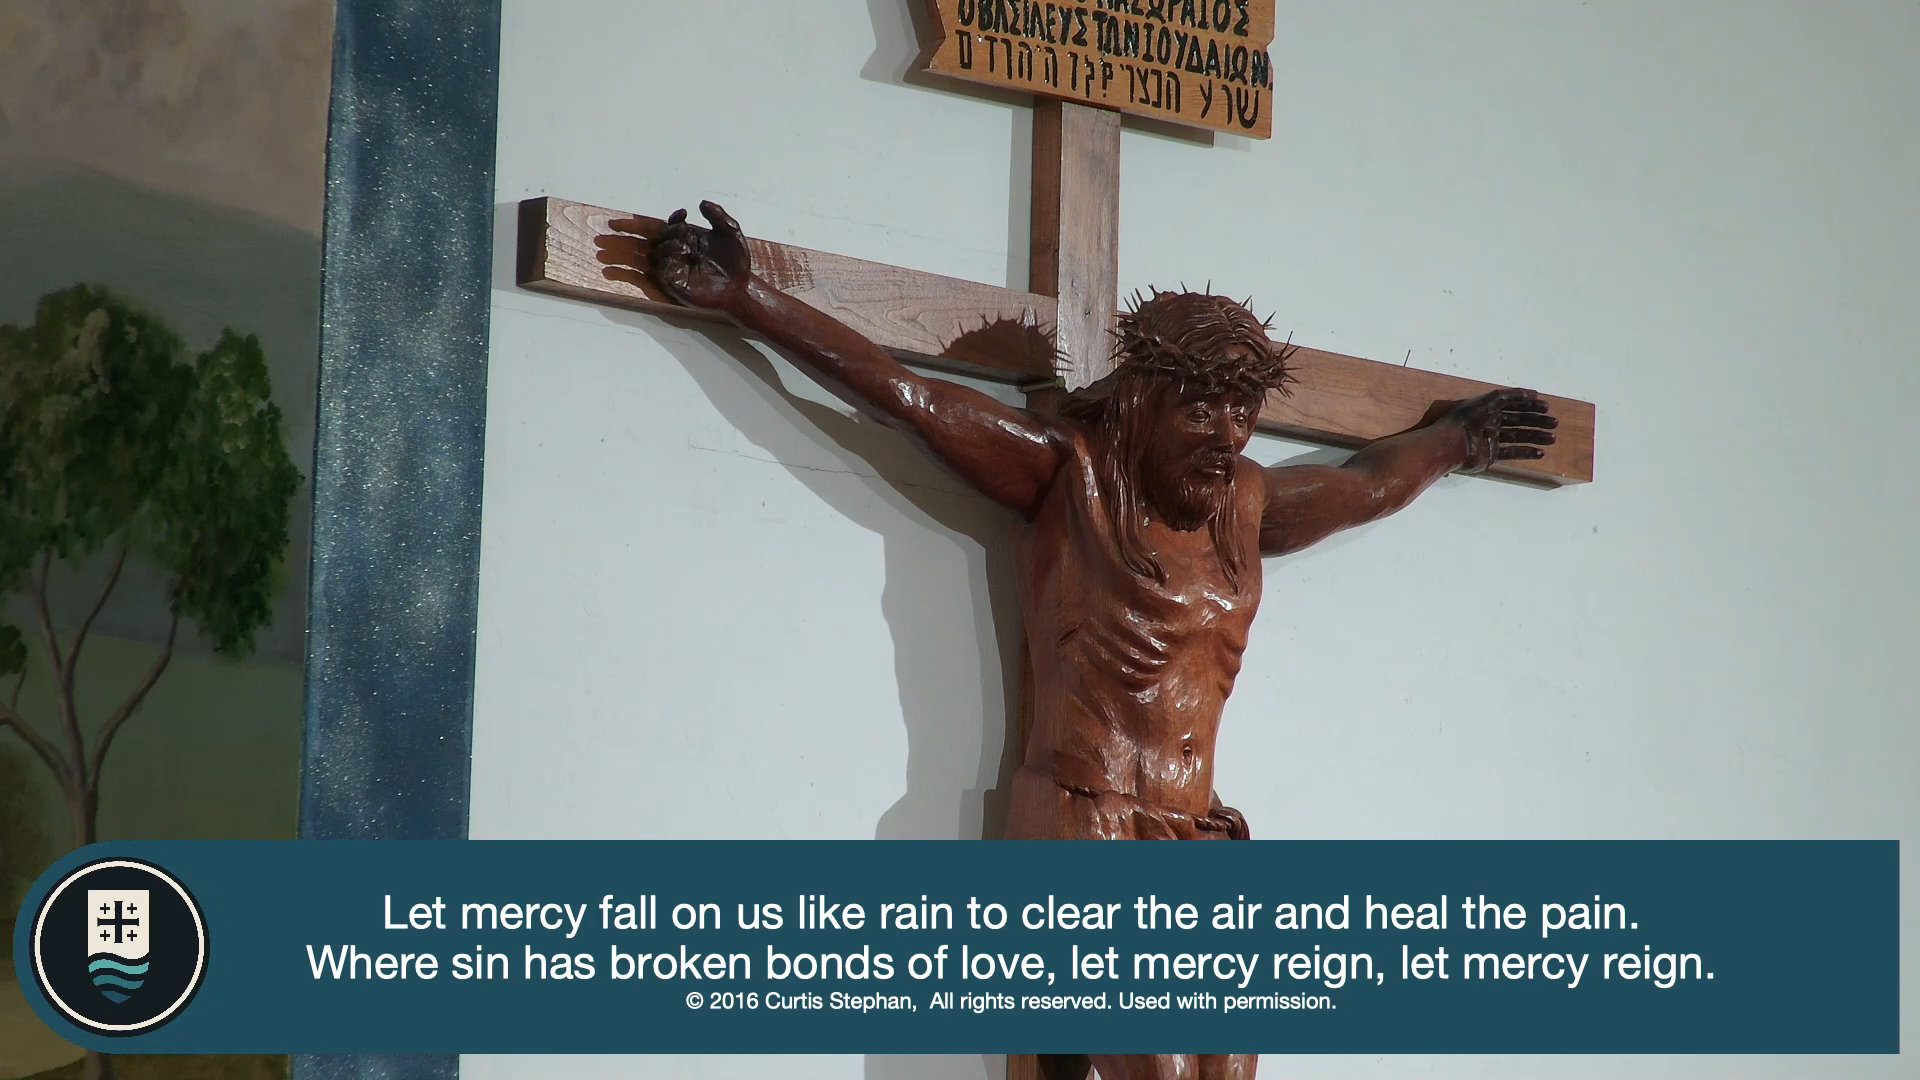 ΝΑΖΩΡΑΙΟΣ
ΟΒΑΣΙΛΕΥΣ ΤΩΝ ΙΟΥΔΑΙΩΝ
Let mercy fall on us like rain to clear the air and heal the pain.
Where sin has broken bonds of love, let mercy reign, let mercy reign.
© 2016 Curtis Stephan, All rights reserved. Used with permission.